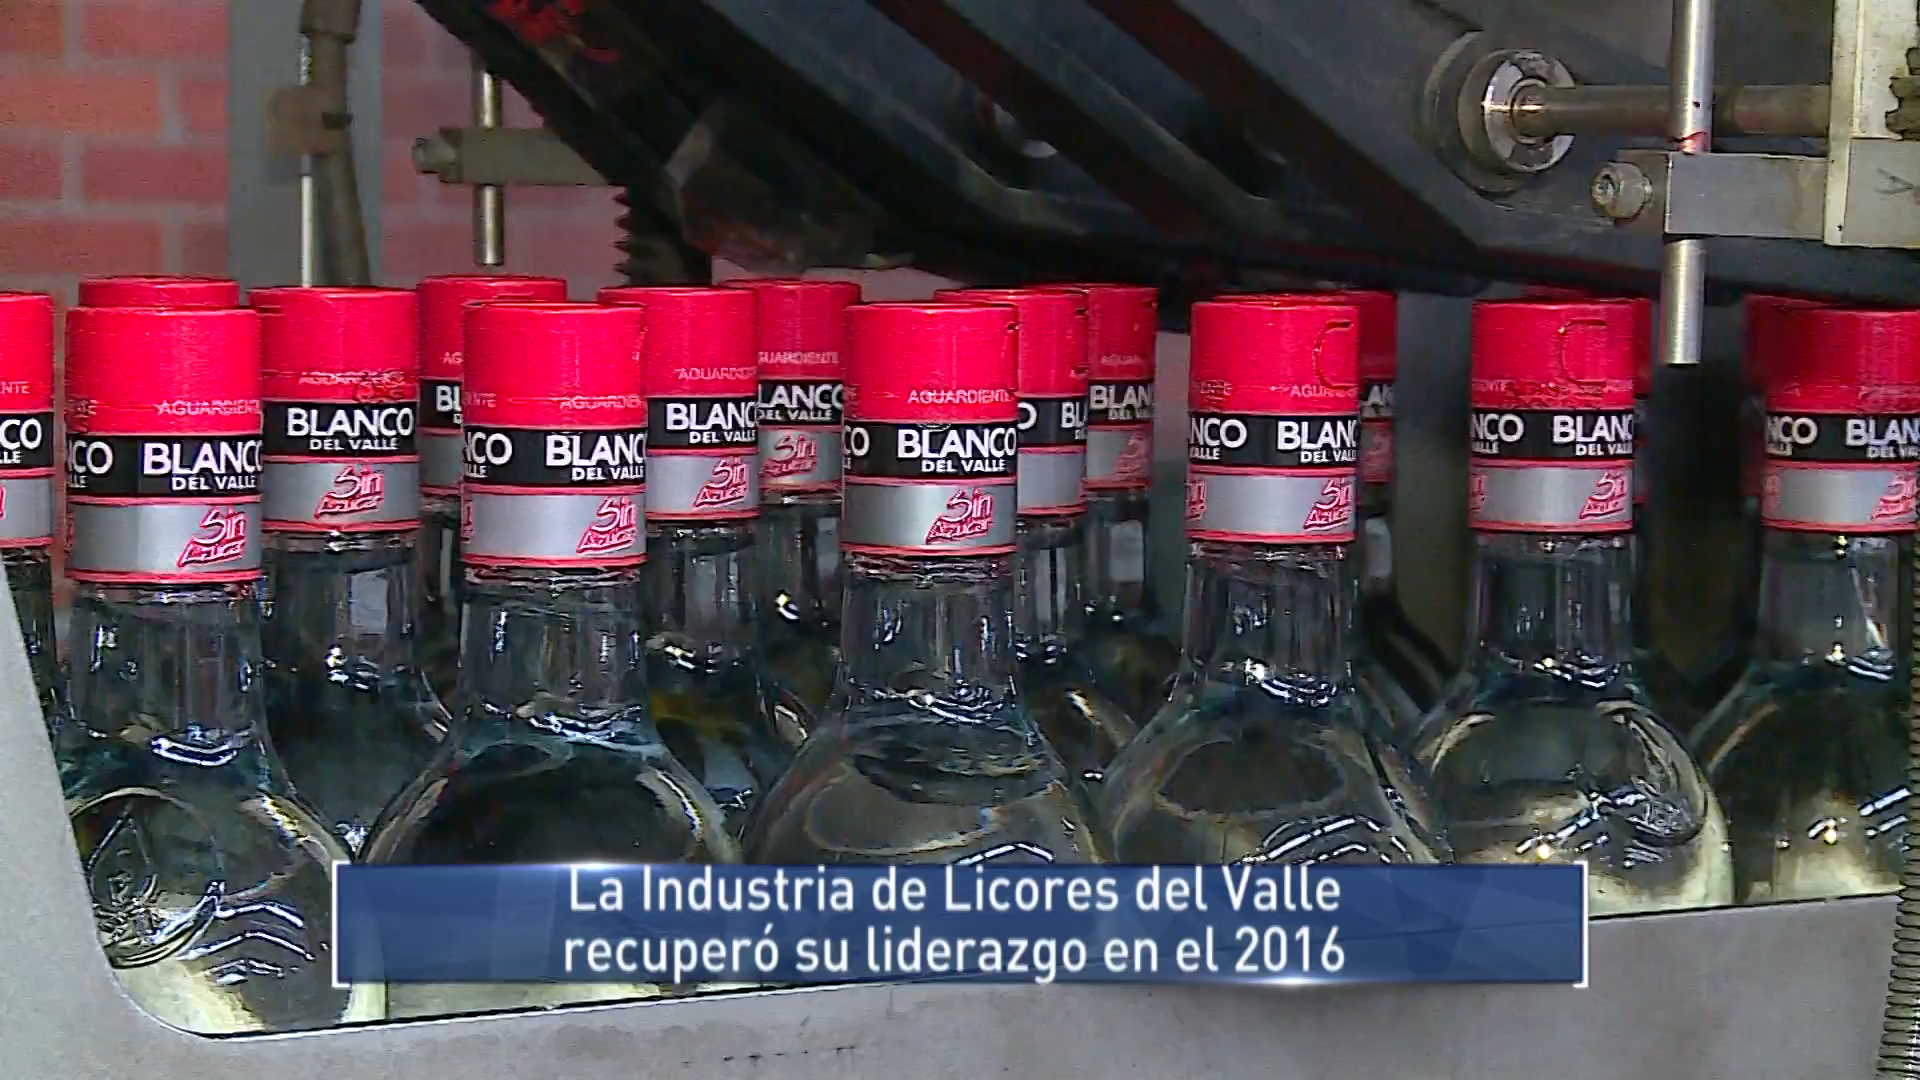 AGUARDIENTE
BLANCO
DEL VALLE
Sin
Azúcar
La Industria de Licores del Valle
recuperó su liderazgo en el 2016